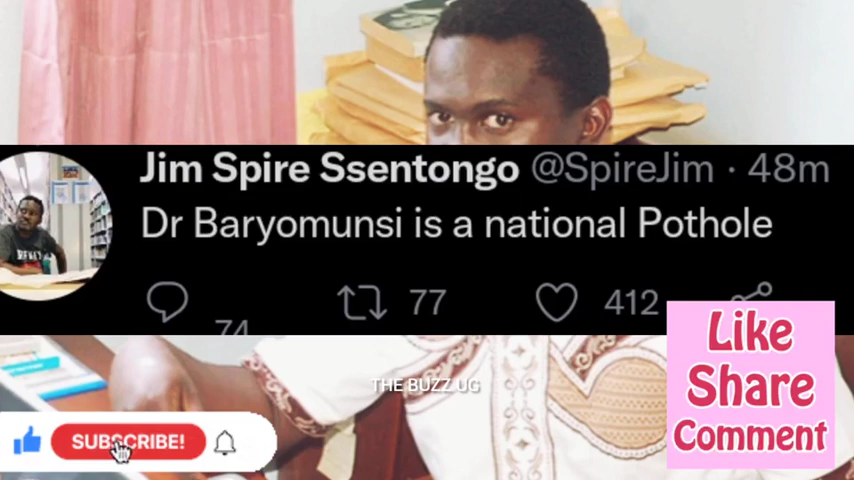 Jim Spire Ssentongo @SpireJim · 48m
Dr Baryomunsi is a national Pothole
74 77 412
Like
Share
Comment
THE BUZZ UG
SUBSCRIBE!